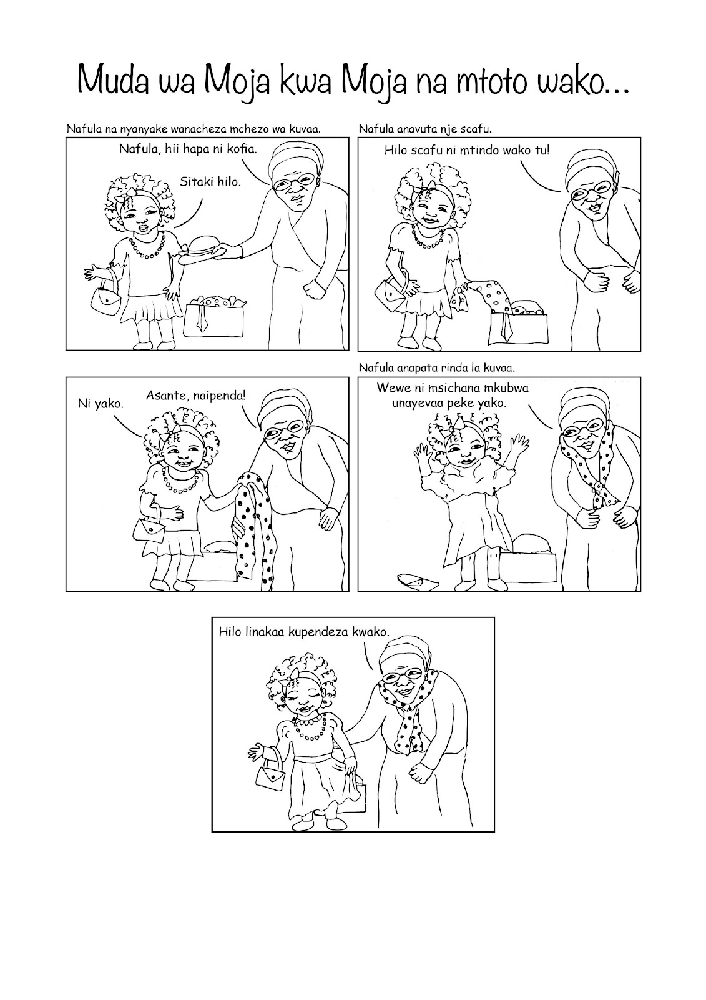 Muda wa Moja kwa Moja na mtoto wako...
Nafula na nyanyake wanacheza mchezo wa kuvaa.
Nafula, hii hapa ni kofia.
Sitaki hilo.
Nafula anavuta nje scafu.
Hilo scafu ni mtindo wako tu!
Ni yako.
Asante, naipenda!
Nafula anapata rinda la kuvaa.
Wewe ni msichana mkubwa
unayevaa peke yako.
Hilo linakaa kupendeza kwako.